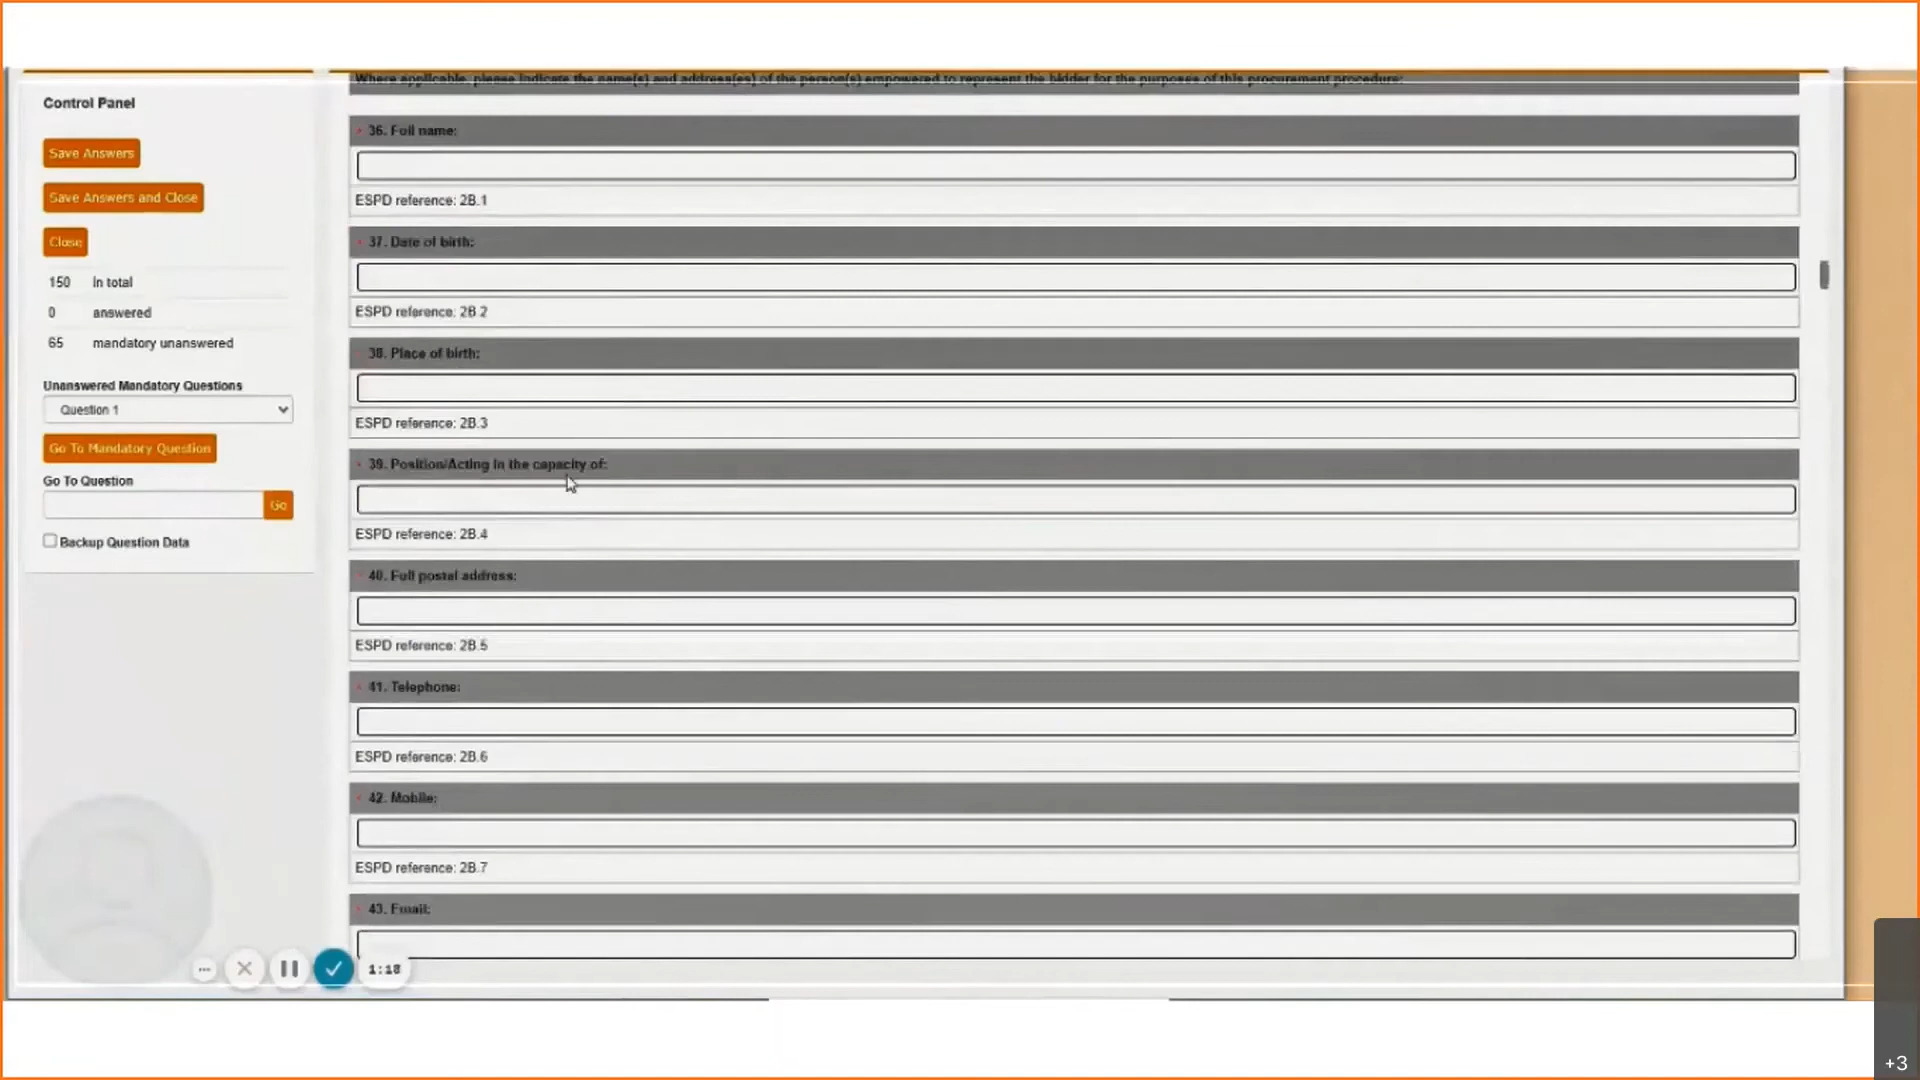 Where applicable, please indicate the name(s) and address(es) of the person(s) empowered to represent the bidder for the purposes of this procurement procedure:
Control Panel
Save Answers
Save Answers and Close
Close
150 In total
0 answered
65 mandatory unanswered
Unanswered Mandatory Questions
Question 1
Go To Mandatory Question
Go To Question
Go
Backup Question Data
36. Full name:
ESPD reference: 2B.1
37. Date of birth:
ESPD reference: 2B.2
38. Place of birth:
ESPD reference: 2B.3
39. Position/Acting in the capacity of:
ESPD reference: 2B.4
40. Full postal address:
ESPD reference: 2B.5
41. Telephone:
ESPD reference: 2B.6
42. Mobile:
ESPD reference: 2B.7
43. Email:
1:18
+3